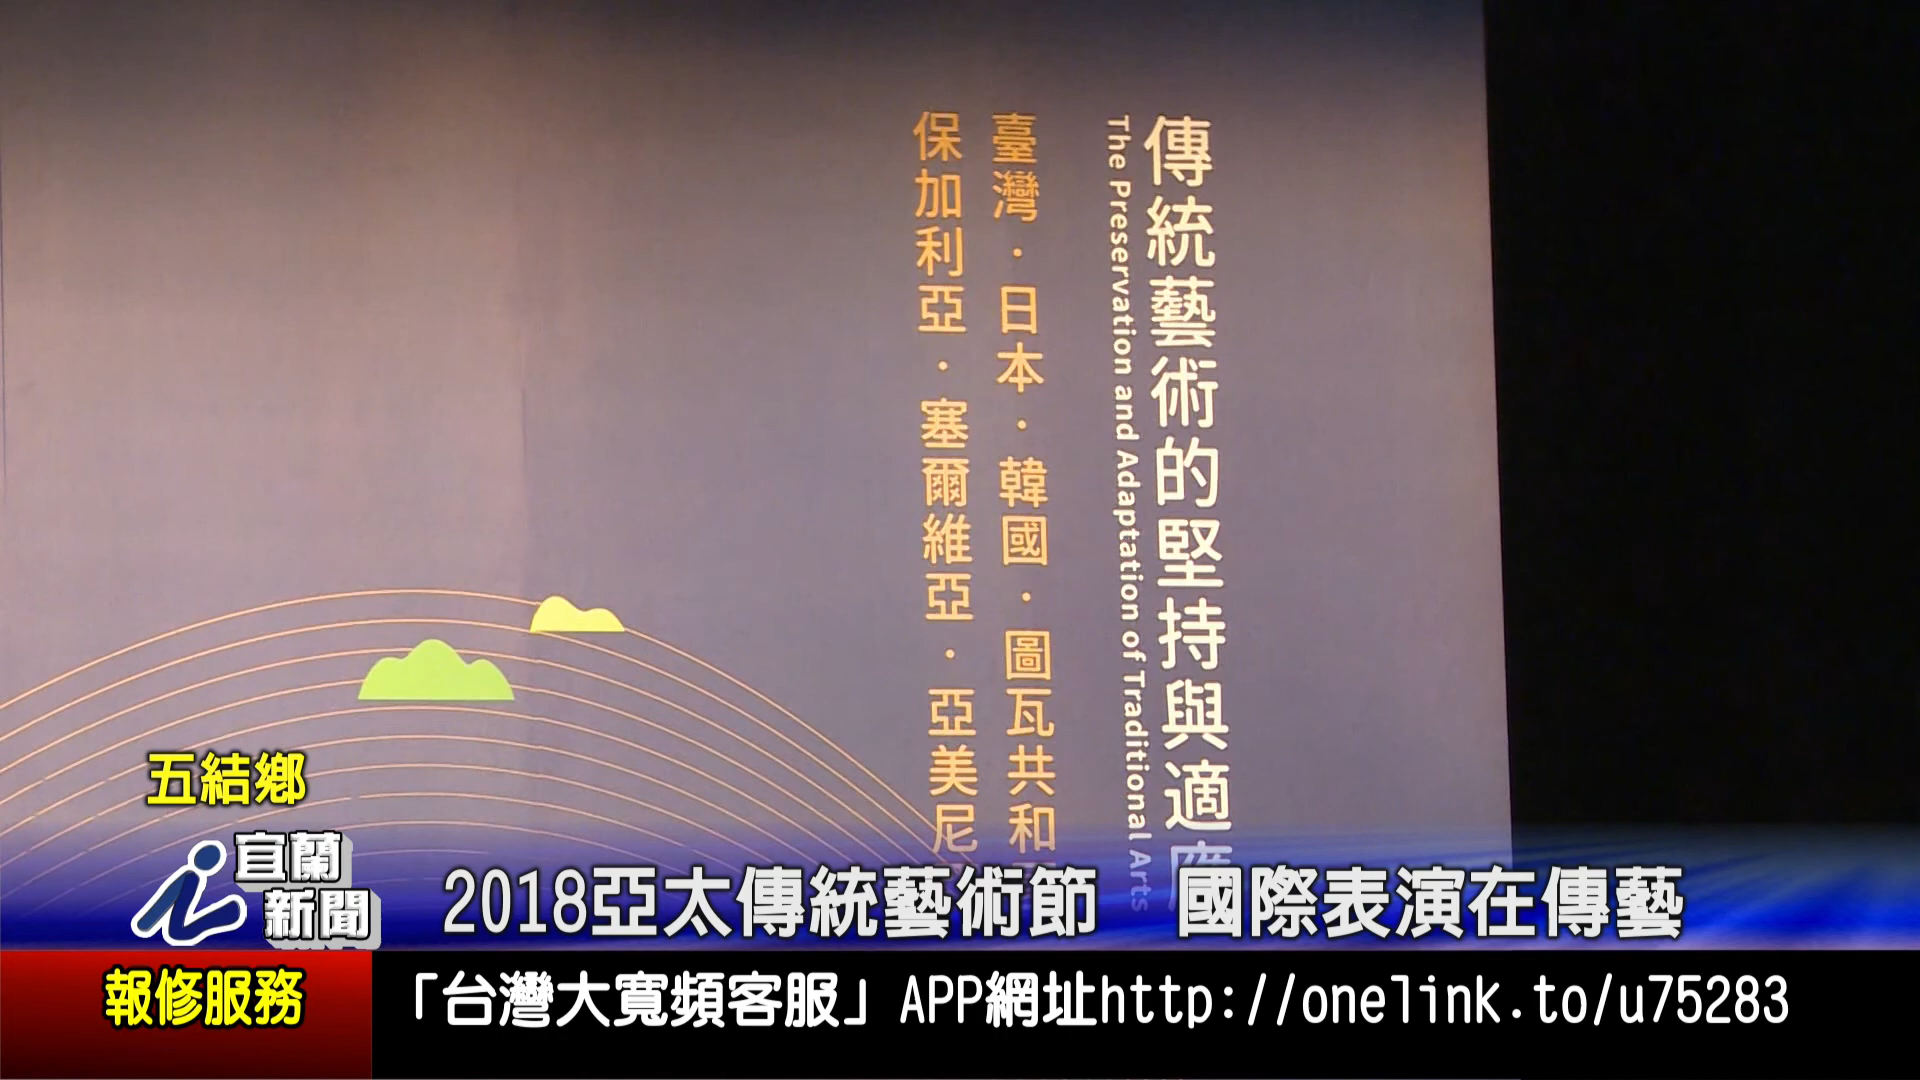 傳統藝術的堅持與適應
The Preservation and Adaptation of Traditional Arts
臺灣．日本．韓國．圖瓦共和
保加利亞．塞爾維亞．亞美尼
五結鄉
宜蘭
新聞
2018亞太傳統藝術節 國際表演在傳藝
報修服務
「台灣大寬頻客服」APP網址http://onelink.to/u75283